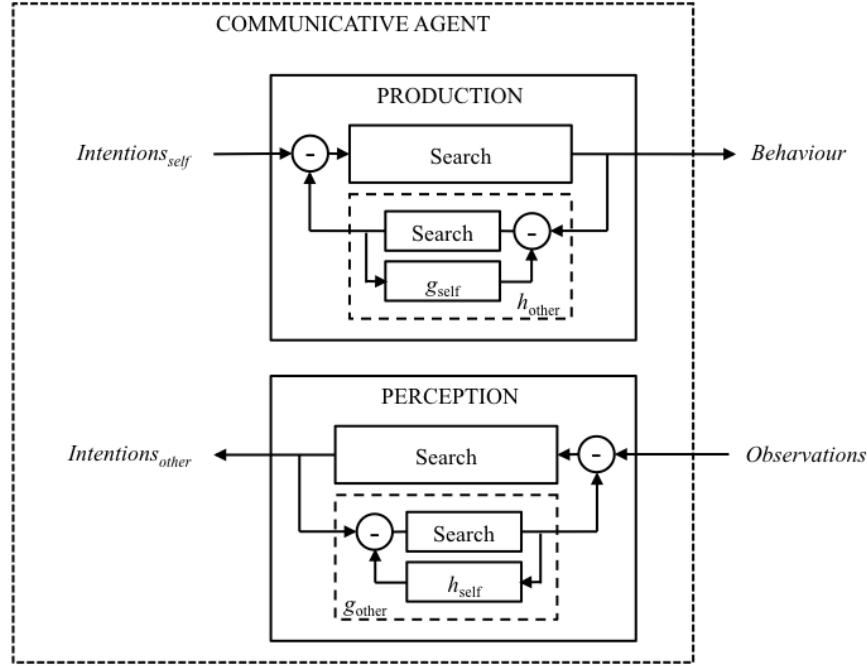 COMMUNICATIVE AGENT
PRODUCTION
Intentions_self
-
Search
Behaviour
Search
-
g_self
h_other
PERCEPTION
Intentions_other
Search
-
Observations
-
Search
h_self
g_other